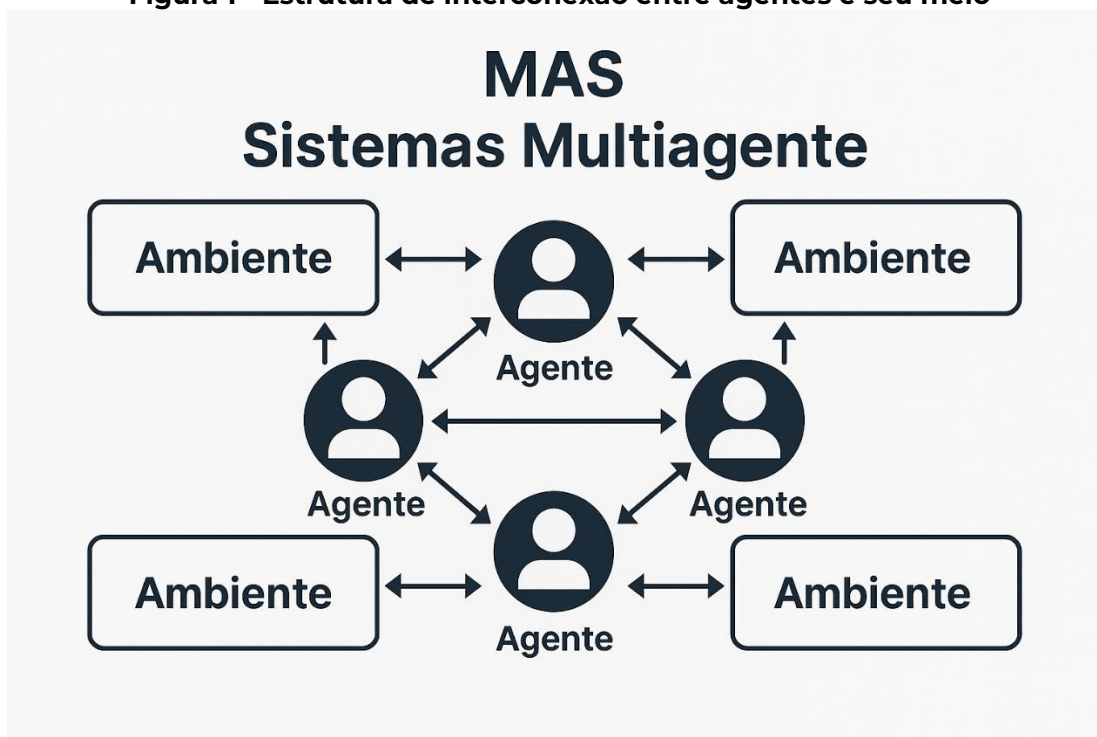 Figura 1 - Estrutura de interconexão entre agentes e seu meio
MAS
Sistemas Multiagente
Ambiente
Ambiente
Agente
Agente
Agente
Ambiente
Ambiente
Agente